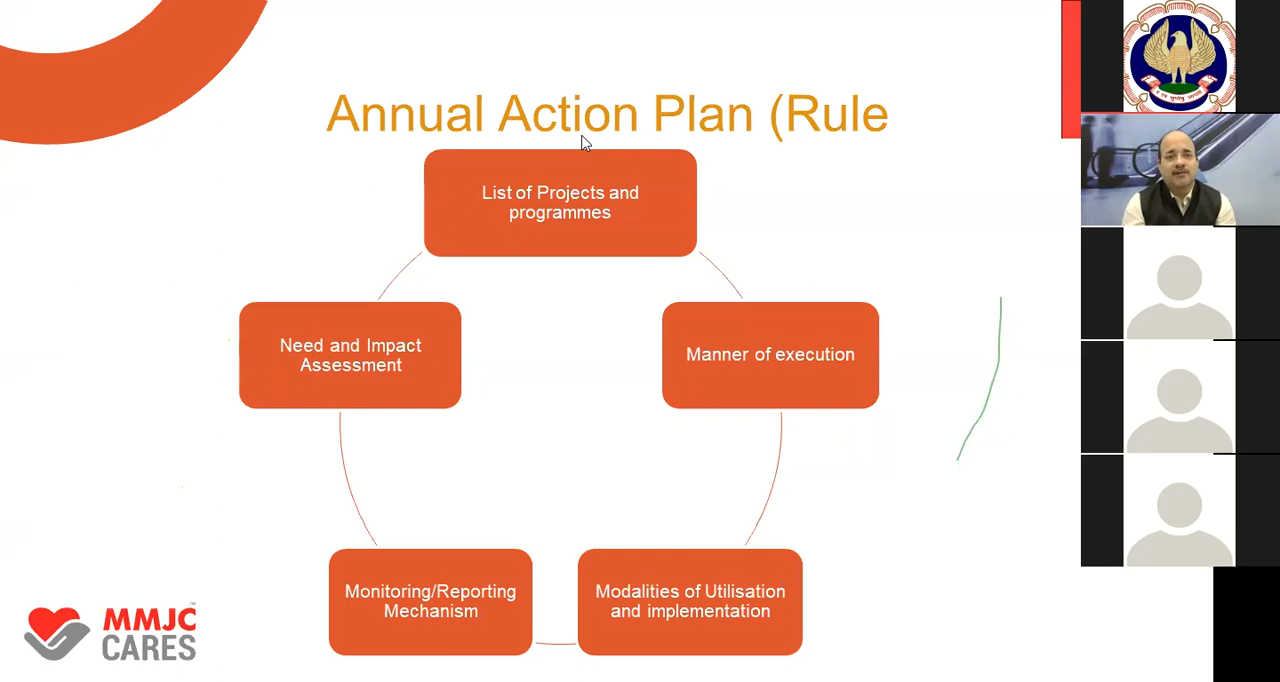 Annual Action Plan (Rule
List of Projects and
programmes
Need and Impact
Assessment
Manner of execution
Monitoring/Reporting
Mechanism
Modalities of Utilisation
and implementation
MMJC
CARES